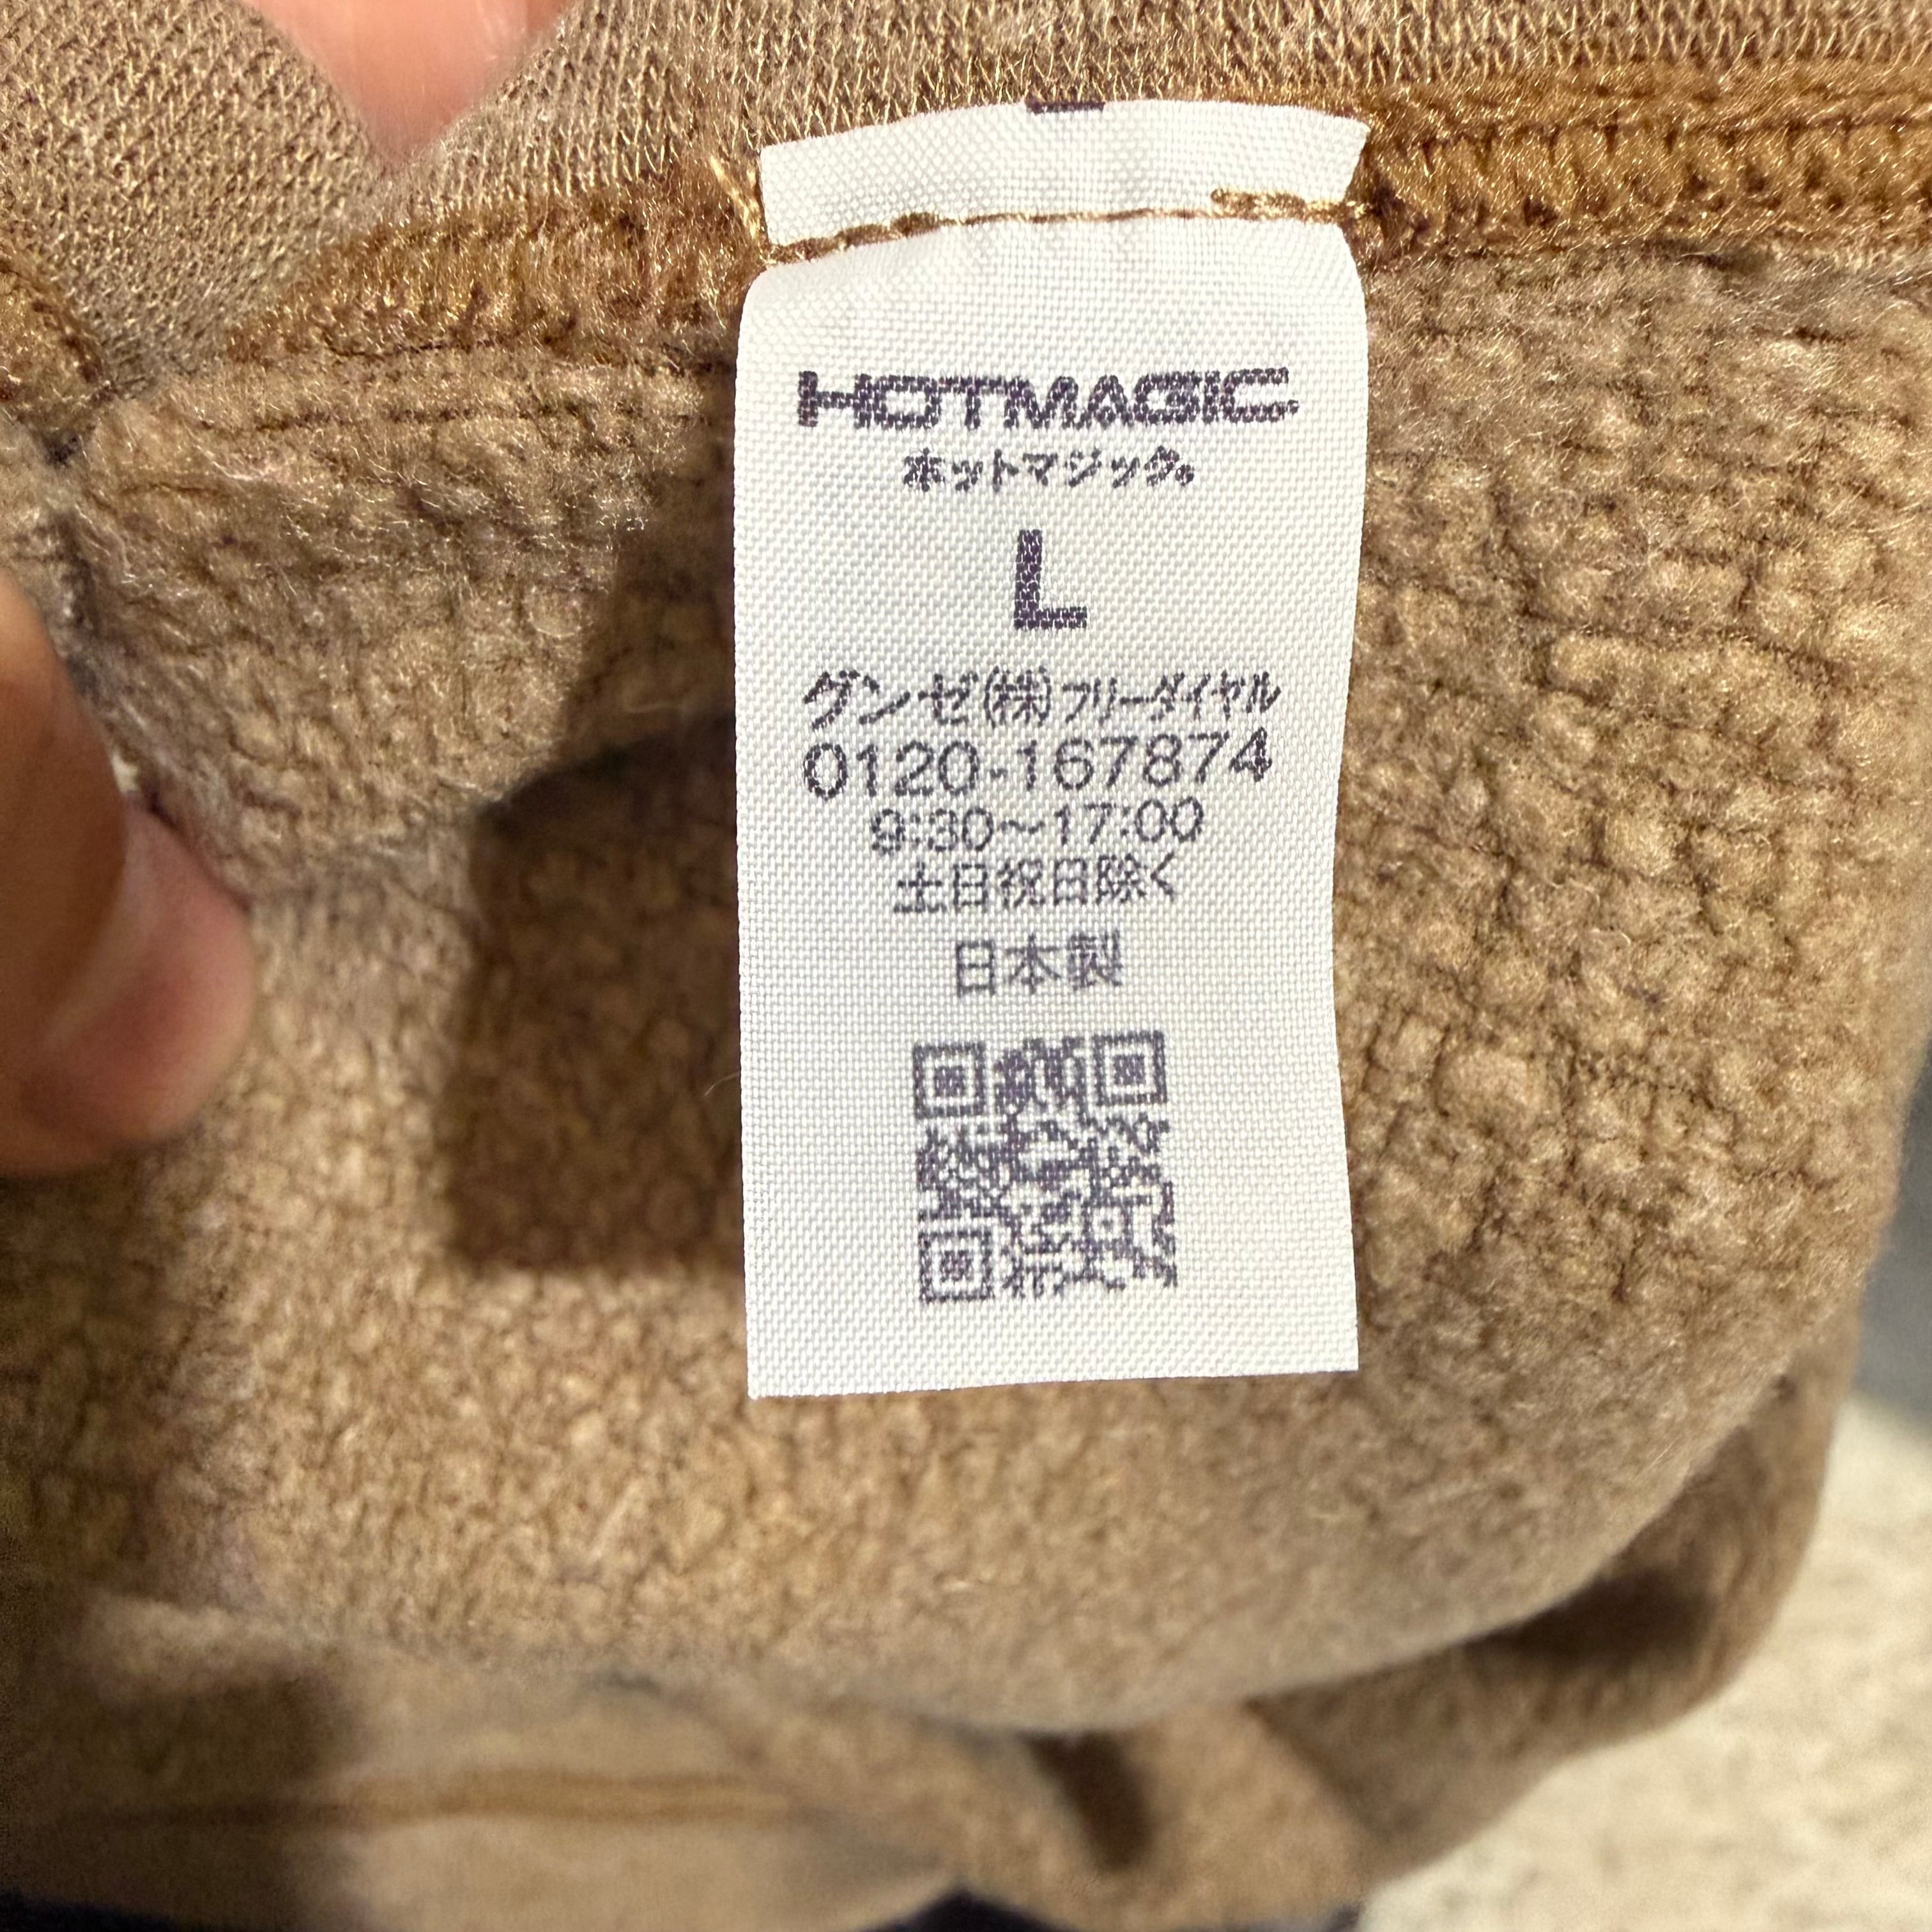 HOTMAGIC
ホットマジック。
L
グンゼ(株)フリーダイヤル
0120-167874
9:30〜17:00
土日祝日除く
日本製